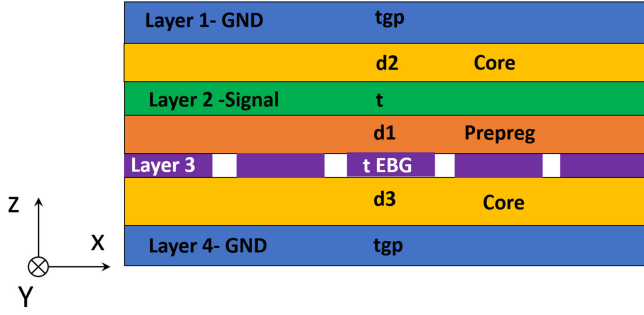 Layer 1- GND tgp
d2 Core
Layer 2 -Signal t
d1 Prepreg
Layer 3 t EBG
d3 Core
Layer 4- GND tgp
Z
X
Y